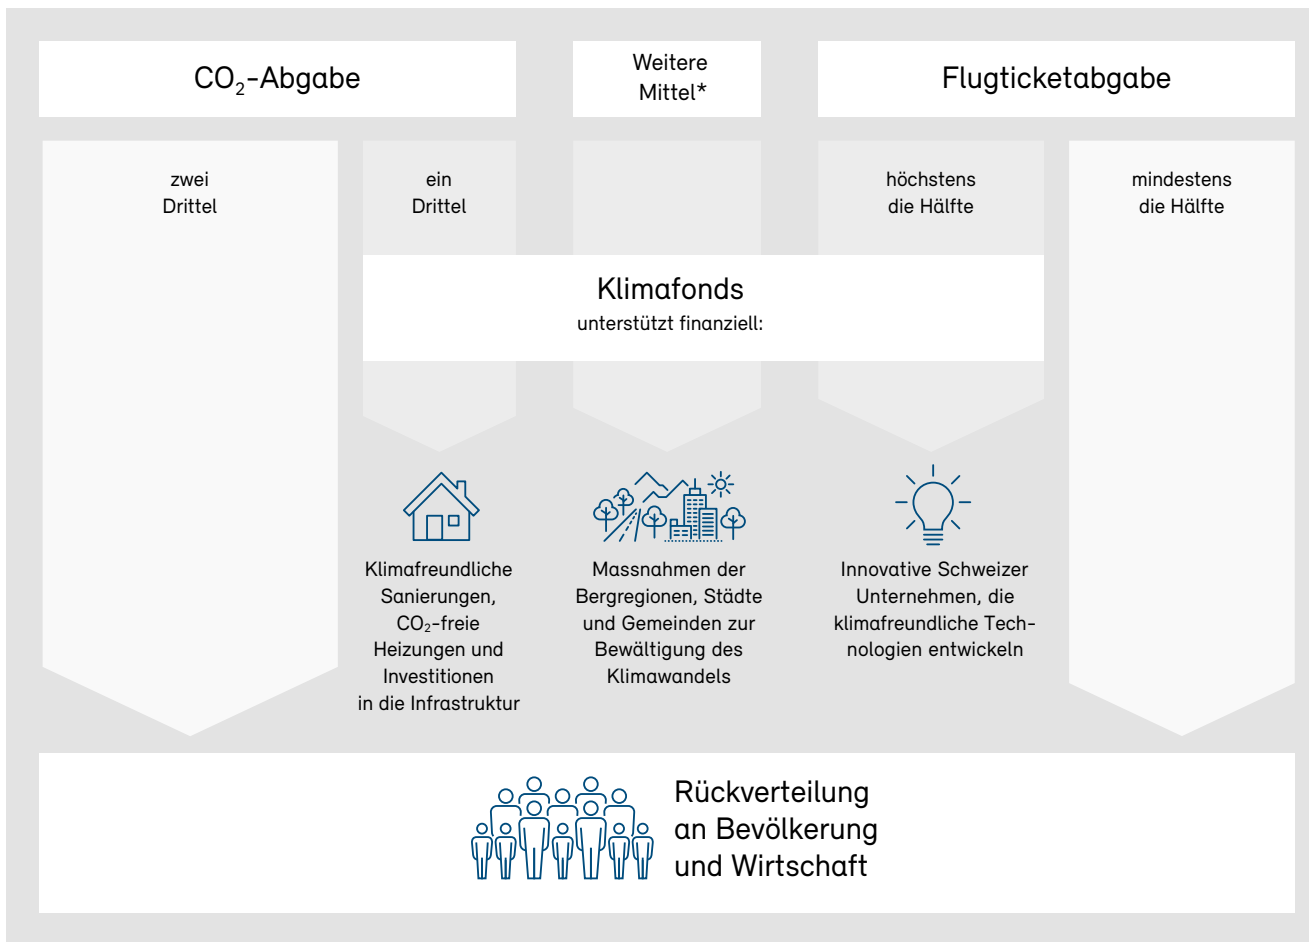 CO₂-Abgabe
Weitere
Mittel*
Flugticketabgabe
zwei
Drittel
ein
Drittel
höchstens
die Hälfte
mindestens
die Hälfte
Klimafonds
unterstützt finanziell:
Klimafreundliche
Sanierungen,
CO₂-freie
Heizungen und
Investitionen
in die Infrastruktur
Massnahmen der
Bergregionen, Städte
und Gemeinden zur
Bewältigung des
Klimawandels
Innovative Schweizer
Unternehmen, die
klimafreundliche Tech-
nologien entwickeln
Rückverteilung
an Bevölkerung
und Wirtschaft